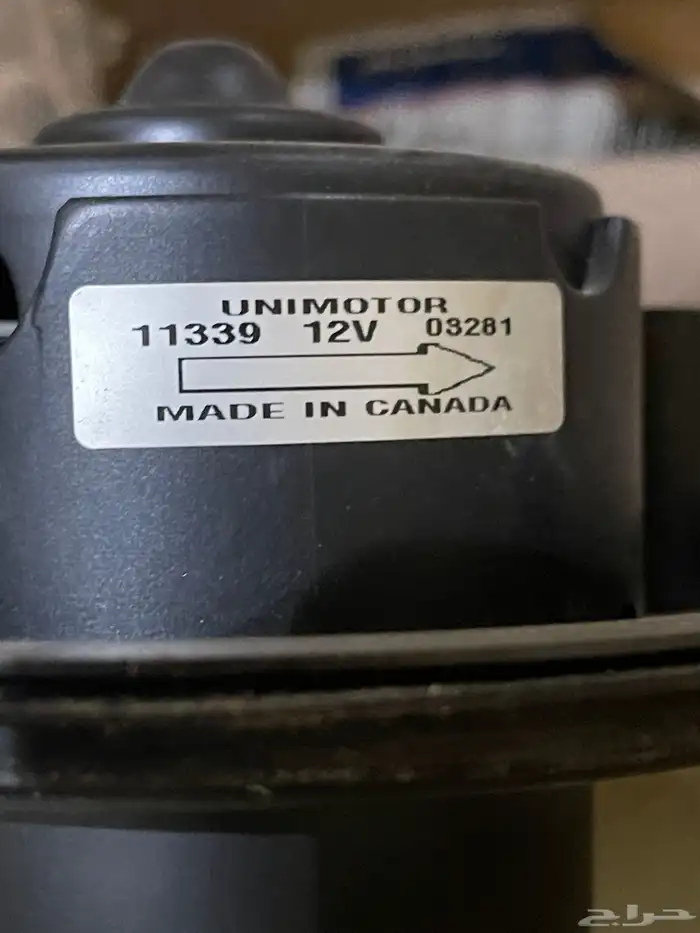 UNIMOTOR
11339 12V 03281
MADE IN CANADA
حراج